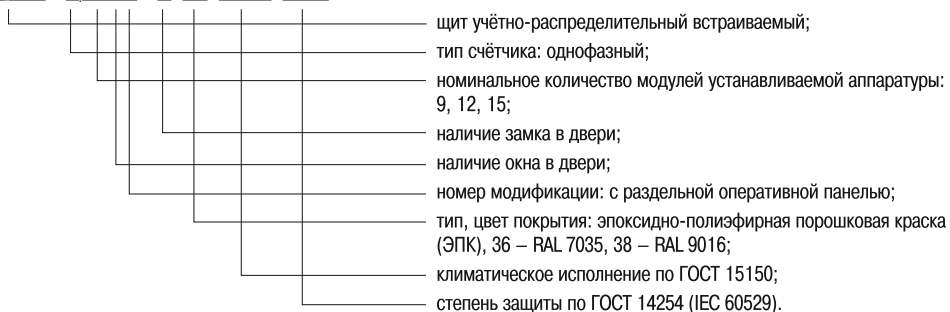 щит учётно-распределительный встраиваемый;
тип счётчика: однофазный;
номинальное количество модулей устанавливаемой аппаратуры:
9, 12, 15;
наличие замка в двери;
наличие окна в двери;
номер модификации: с раздельной оперативной панелью;
тип, цвет покрытия: эпоксидно-полиэфирная порошковая краска
(ЭПК), 36 – RAL 7035, 38 – RAL 9016;
климатическое исполнение по ГОСТ 15150;
степень защиты по ГОСТ 14254 (IEC 60529).